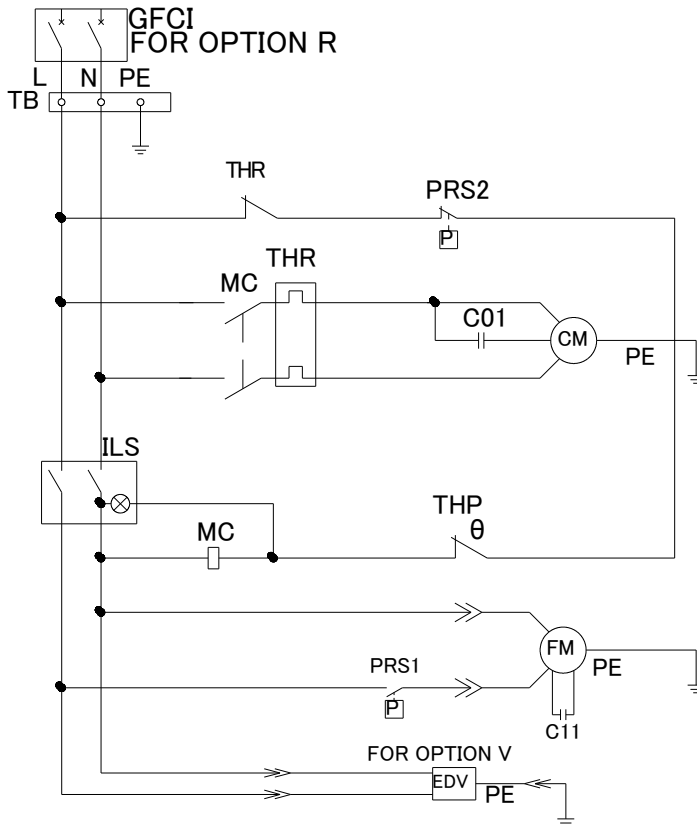 GFCI
FOR OPTION R
L N PE
TB
THR
PRS2
P
THR
MC
C01
CM
PE
ILS
THP
θ
MC
FM
PE
PRS1
P
C11
FOR OPTION V
EDV
PE